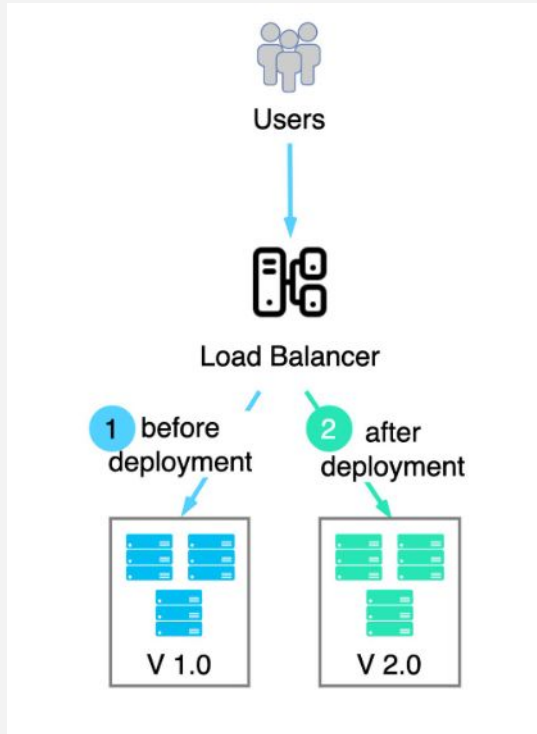 Users
Load Balancer
1 before
deployment
2 after
deployment
V 1.0
V 2.0